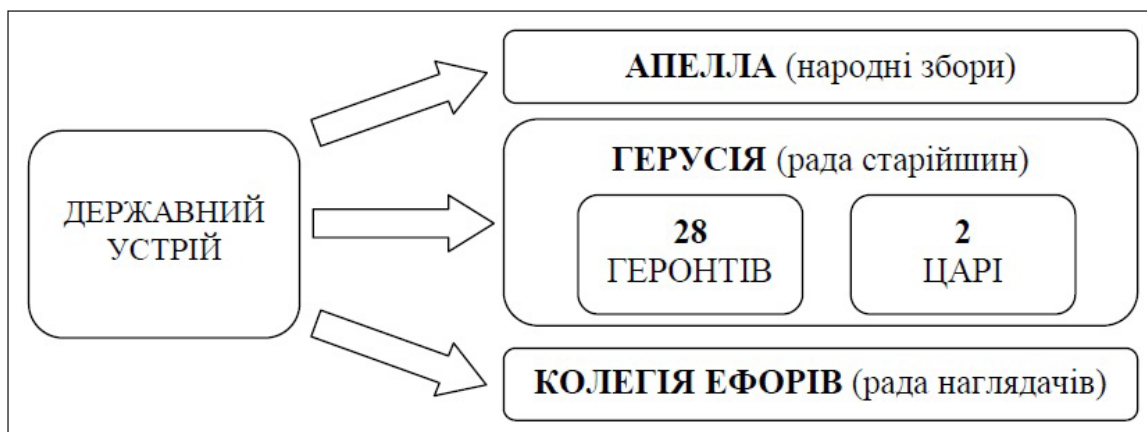 ДЕРЖАВНИЙ
УСТРІЙ
АПЕЛЛА (народні збори)
ГЕРУСІЯ (рада старійшин)
28
ГЕРОНТІВ
2
ЦАРІ
КОЛЕГІЯ ЕФОРІВ (рада наглядачів)